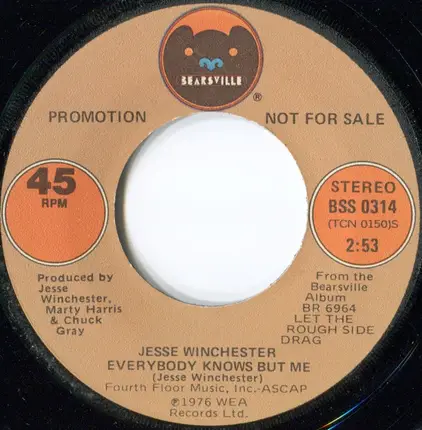 BEARSVILLE
®
PROMOTION NOT FOR SALE
45
RPM
STEREO
BSS 0314
(TCN 0150)S
2:53
Produced by
Jesse
Winchester,
Marty Harris
& Chuck
Gray
From the
Bearsville
Album
BR 6964
LET THE
ROUGH SIDE
DRAG
JESSE WINCHESTER
EVERYBODY KNOWS BUT ME
(Jesse Winchester)
Fourth Floor Music, Inc.-ASCAP
℗1976 WEA
Records Ltd.